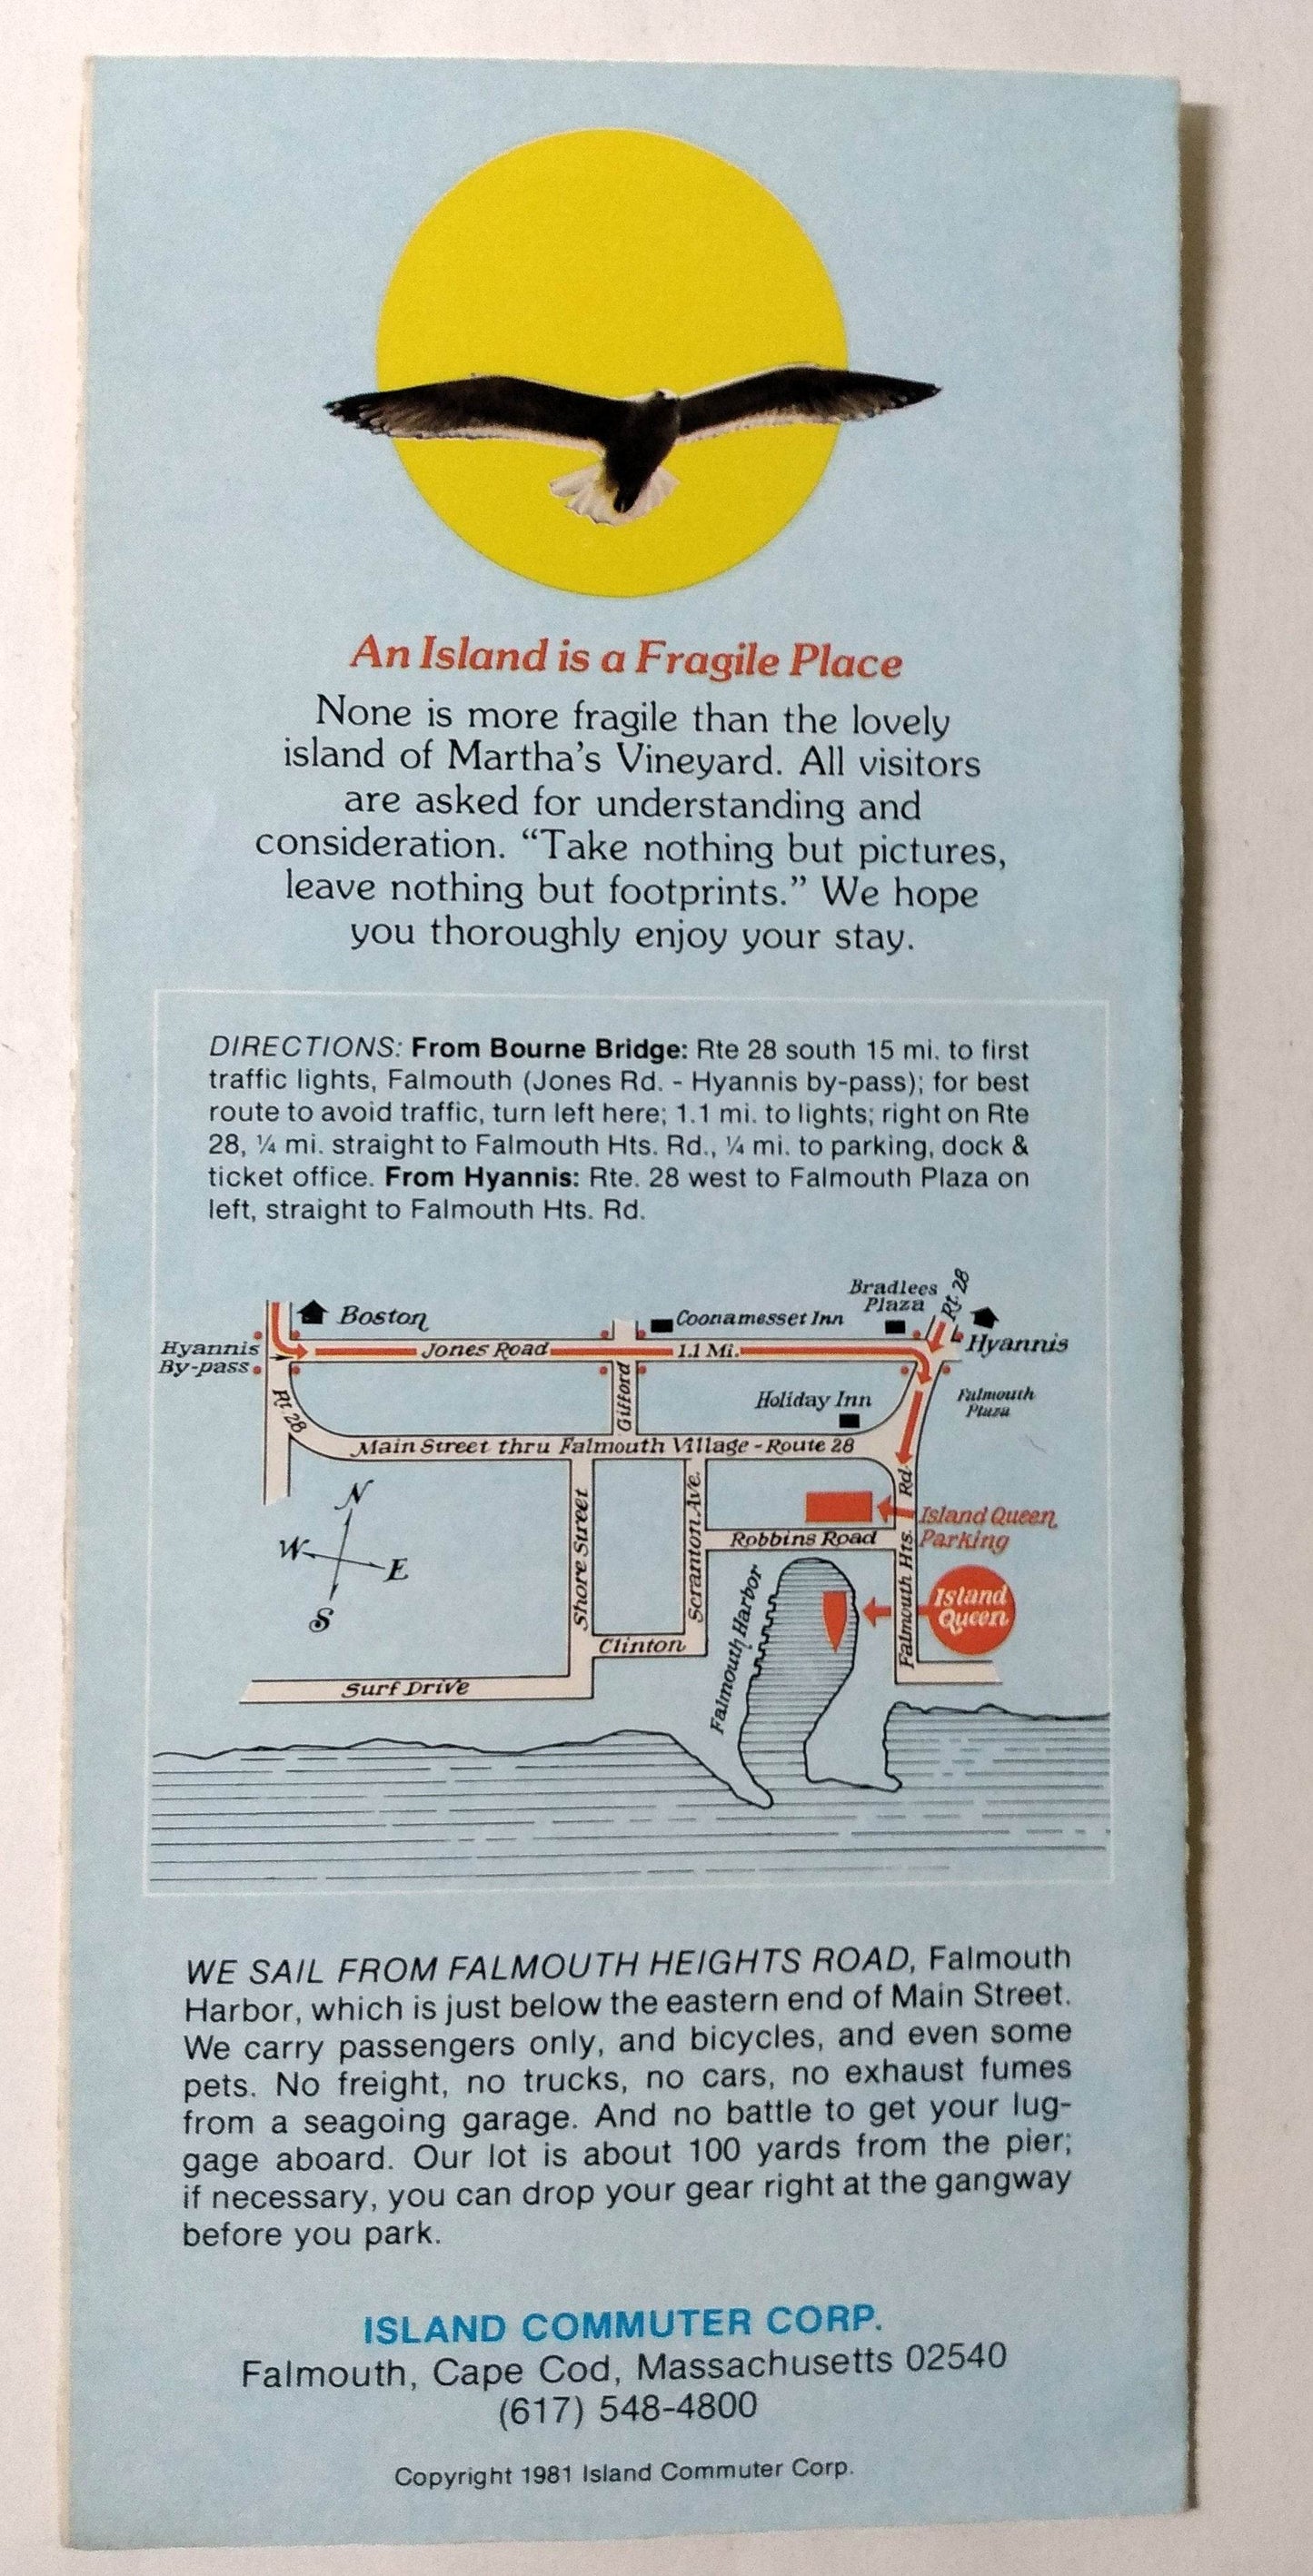 An Island is a Fragile Place
None is more fragile than the lovely
island of Martha's Vineyard. All visitors
are asked for understanding and
consideration. “Take nothing but pictures,
leave nothing but footprints.” We hope
you thoroughly enjoy your stay.
DIRECTIONS: From Bourne Bridge: Rte 28 south 15 mi. to first
traffic lights, Falmouth (Jones Rd. - Hyannis by-pass); for best
route to avoid traffic, turn left here; 1.1 mi. to lights; right on Rte
28, ¼ mi. straight to Falmouth Hts. Rd., ¼ mi. to parking, dock &
ticket office. From Hyannis: Rte. 28 west to Falmouth Plaza on
left, straight to Falmouth Hts. Rd.
Boston
Coonamesset Inn
Bradlees
Plaza
Rt. 28
Hyannis
Hyannis
By-pass
Jones Road
1.1 Mi.
Rt. 28
Gifford
Holiday Inn
Falmouth
Plaza
Main Street thru Falmouth Village - Route 28
N
W
E
S
Shore Street
Scranton Ave.
Robbins Road
Island Queen
Parking
Falmouth Hts. Rd.
Falmouth Harbor
Island
Queen
Clinton
Surf Drive
WE SAIL FROM FALMOUTH HEIGHTS ROAD, Falmouth
Harbor, which is just below the eastern end of Main Street.
We carry passengers only, and bicycles, and even some
pets. No freight, no trucks, no cars, no exhaust fumes
from a seagoing garage. And no battle to get your lug-
gage aboard. Our lot is about 100 yards from the pier;
if necessary, you can drop your gear right at the gangway
before you park.
ISLAND COMMUTER CORP.
Falmouth, Cape Cod, Massachusetts 02540
(617) 548-4800
Copyright 1981 Island Commuter Corp.